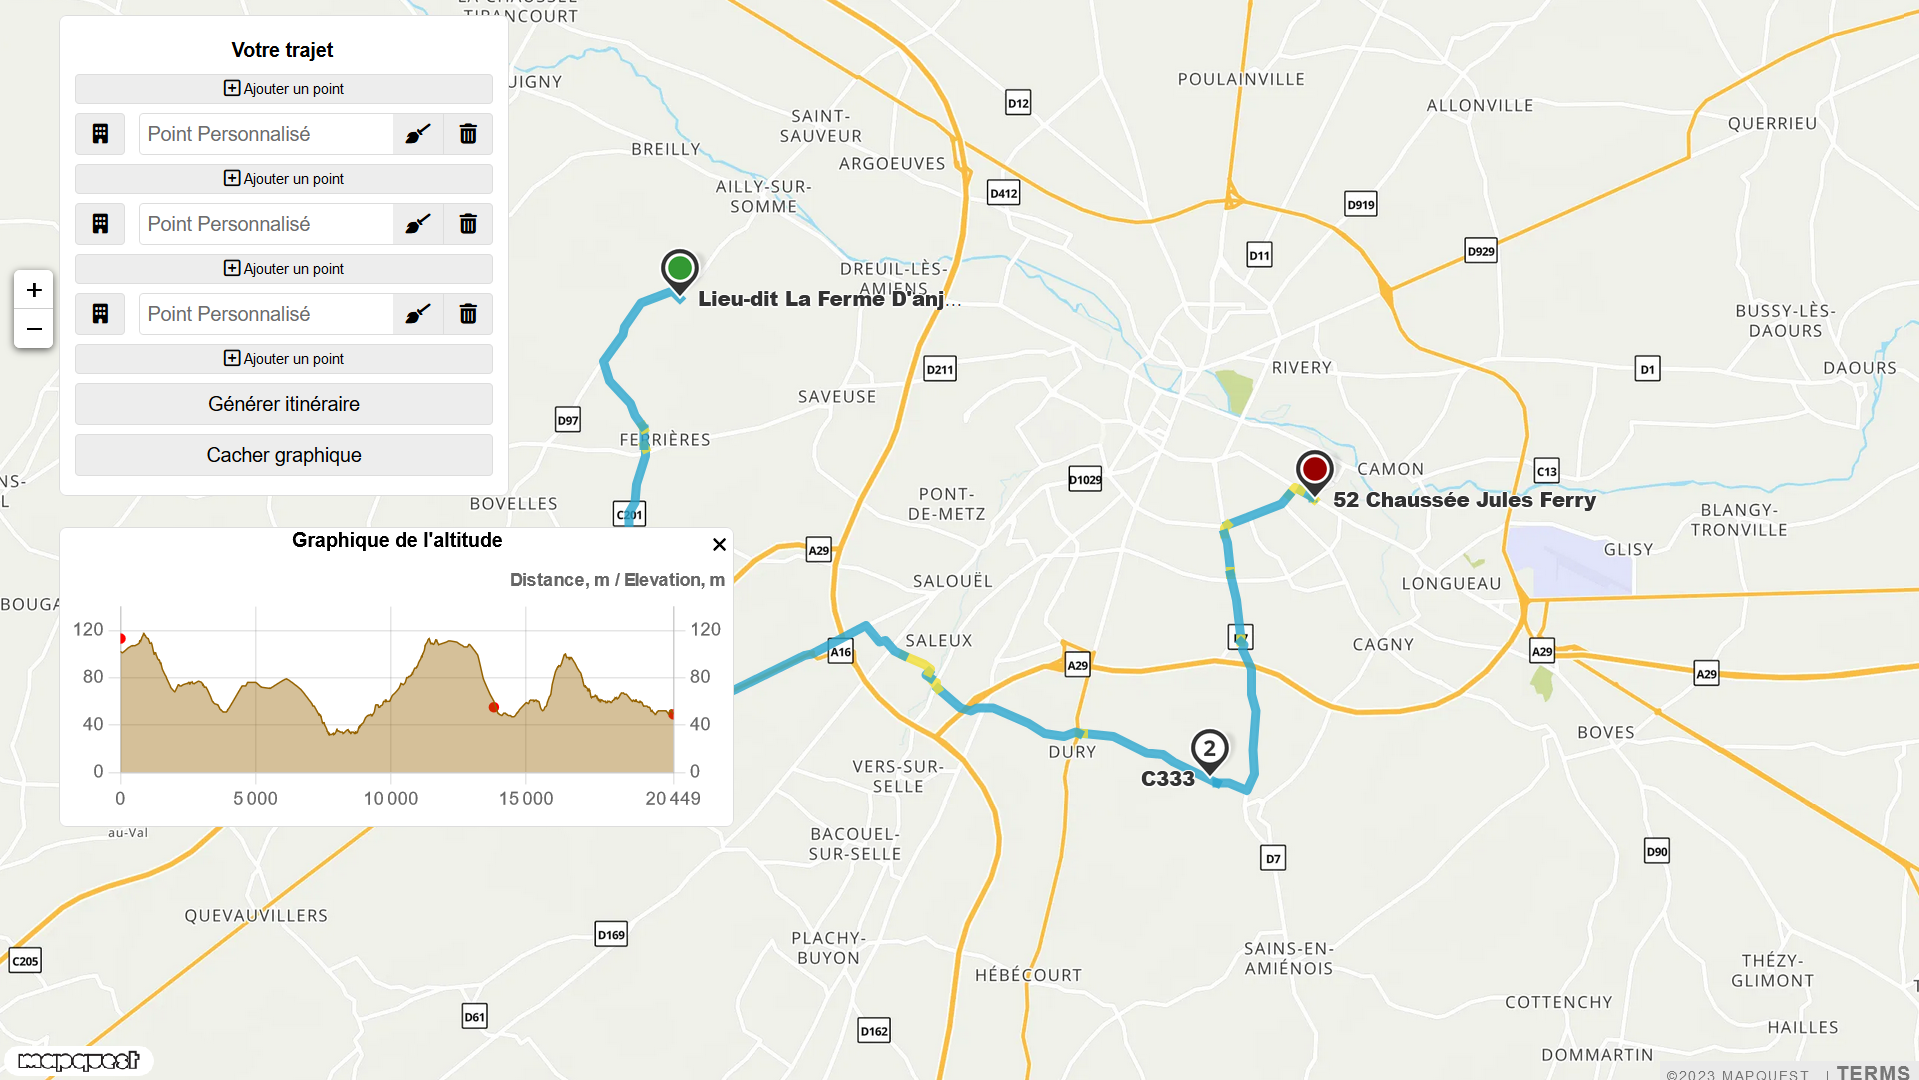 TIRANCOURT
Votre trajet
Ajouter un point
Point Personnalisé
Ajouter un point
Point Personnalisé
Ajouter un point
Point Personnalisé
Ajouter un point
Générer itinéraire
Cacher graphique
+
−
Graphique de l'altitude
Distance, m / Elevation, m
120
80
40
0
120
80
40
0
0
5 000
10 000
15 000
20 449
POULAINVILLE
ALLONVILLE
QUERRIEU
D12
SAINT-
SAUVEUR
BREILLY
ARGOEUVES
AILLY-SUR-
SOMME
D412
D919
D929
D11
DREUIL-LÈS-
AMIENS
Lieu-dit La Ferme D'anj...
BUSSY-LÈS-
DAOURS
RIVERY
D1
DAOURS
D211
SAVEUSE
D97
FERRIÈRES
CAMON
C13
D1029
52 Chaussée Jules Ferry
BOVELLES
C201
PONT-
DE-METZ
BLANGY-
TRONVILLE
GLISY
A29
SALOUËL
LONGUEAU
SALEUX
CAGNY
A16
A29
A29
A29
BOVES
2
C333
DURY
VERS-SUR-
SELLE
au-Val
BACOUEL-
SUR-SELLE
D7
D90
QUEVAUVILLERS
D169
PLACHY-
BUYON
HÉBÉCOURT
SAINS-EN-
AMIÉNOIS
THÉZY-
GLIMONT
C205
COTTENCHY
D61
D162
HAILLES
DOMMARTIN
mapquest
©2023 MAPQUEST | TERMS